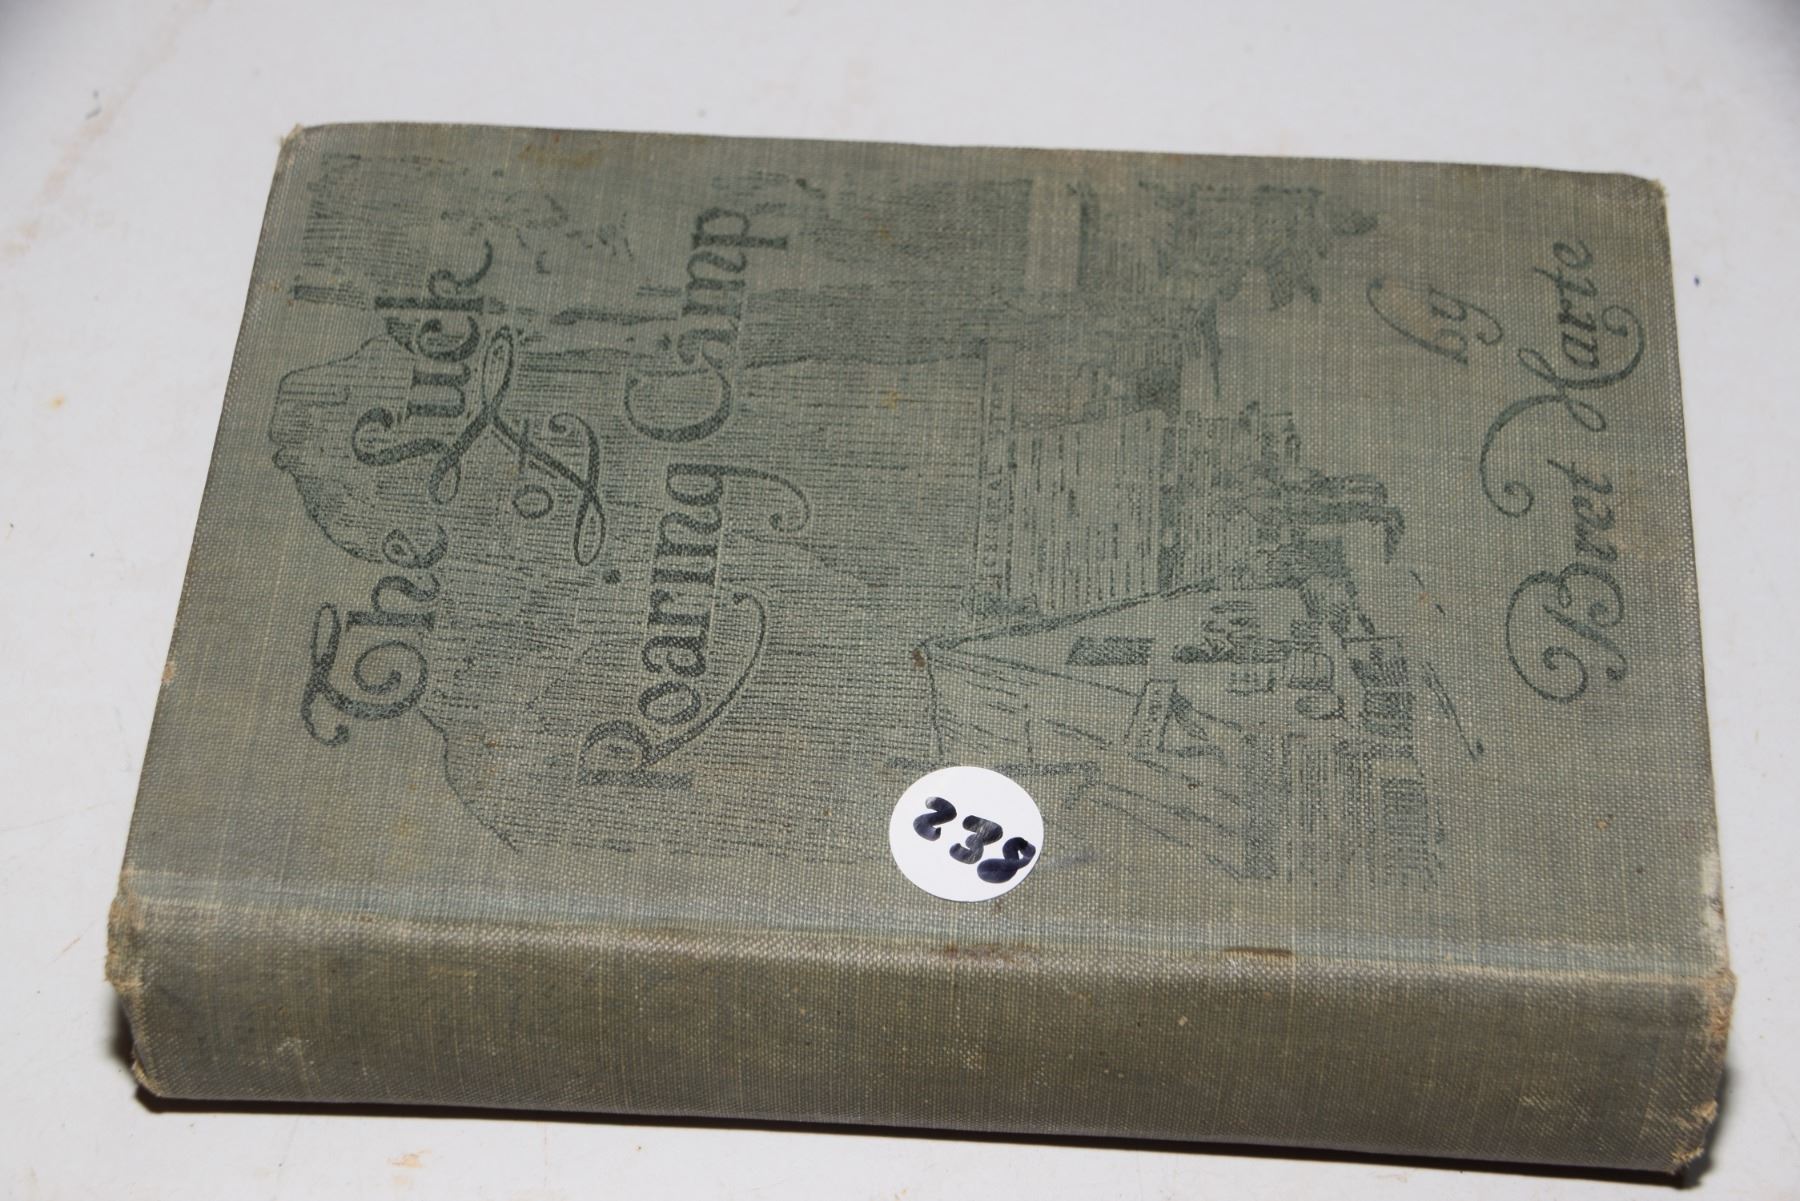 The Luck
of
Roaring Camp
by
Bret Harte
238